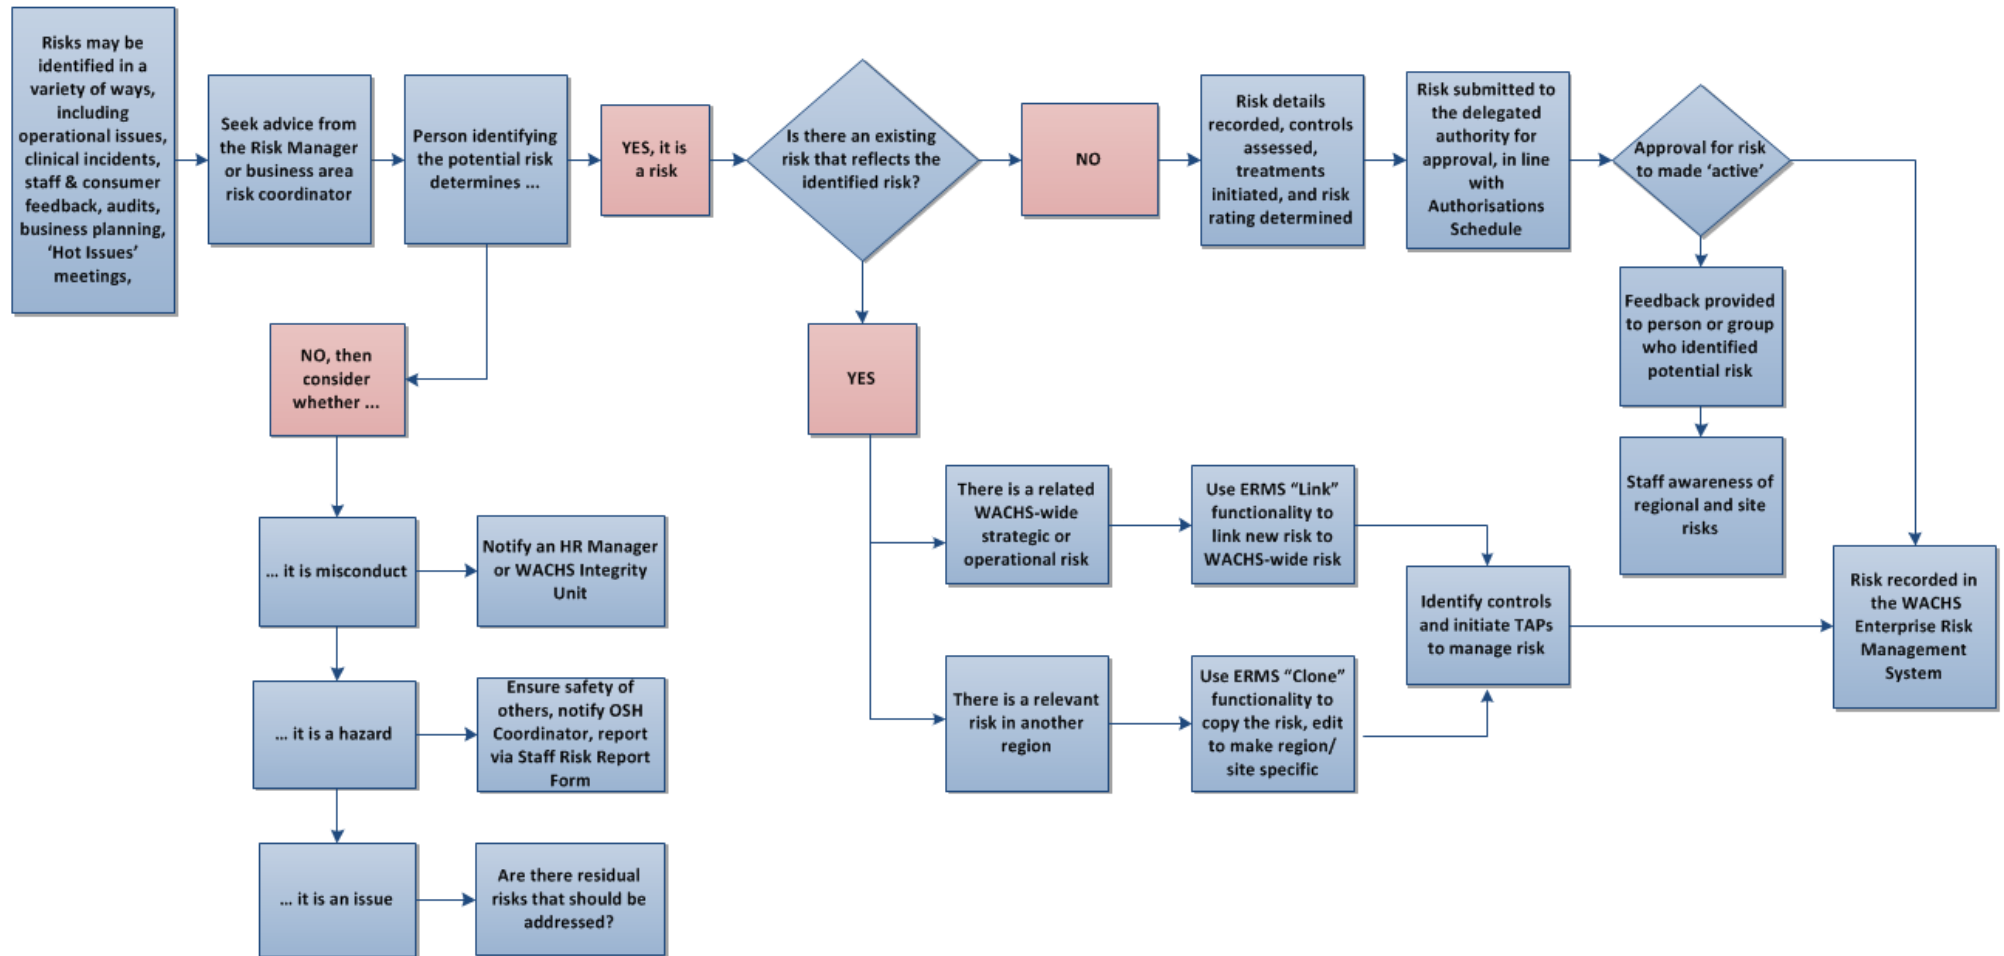 Risks may be
identified in a
variety of ways,
including
operational issues,
clinical incidents,
staff & consumer
feedback, audits,
business planning,
‘Hot Issues’
meetings,
Seek advice from
the Risk Manager
or business area
risk coordinator
Person identifying
the potential risk
determines ...
YES, it is
a risk
Is there an existing
risk that reflects the
identified risk?
NO
Risk details
recorded, controls
assessed,
treatments
initiated, and risk
rating determined
Risk submitted to
the delegated
authority for
approval, in line
with
Authorisations
Schedule
Approval for risk
to made ‘active’
Feedback provided
to person or group
who identified
potential risk
Staff awareness of
regional and site
risks
NO, then
consider
whether ...
YES
... it is misconduct
Notify an HR Manager
or WACHS Integrity
Unit
... it is a hazard
Ensure safety of
others, notify OSH
Coordinator, report
via Staff Risk Report
Form
... it is an issue
Are there residual
risks that should be
addressed?
There is a related
WACHS-wide
strategic or
operational risk
Use ERMS “Link”
functionality to
link new risk to
WACHS-wide risk
There is a relevant
risk in another
region
Use ERMS “Clone”
functionality to
copy the risk, edit
to make region/
site specific
Identify controls
and initiate TAPs
to manage risk
Risk recorded in
the WACHS
Enterprise Risk
Management
System